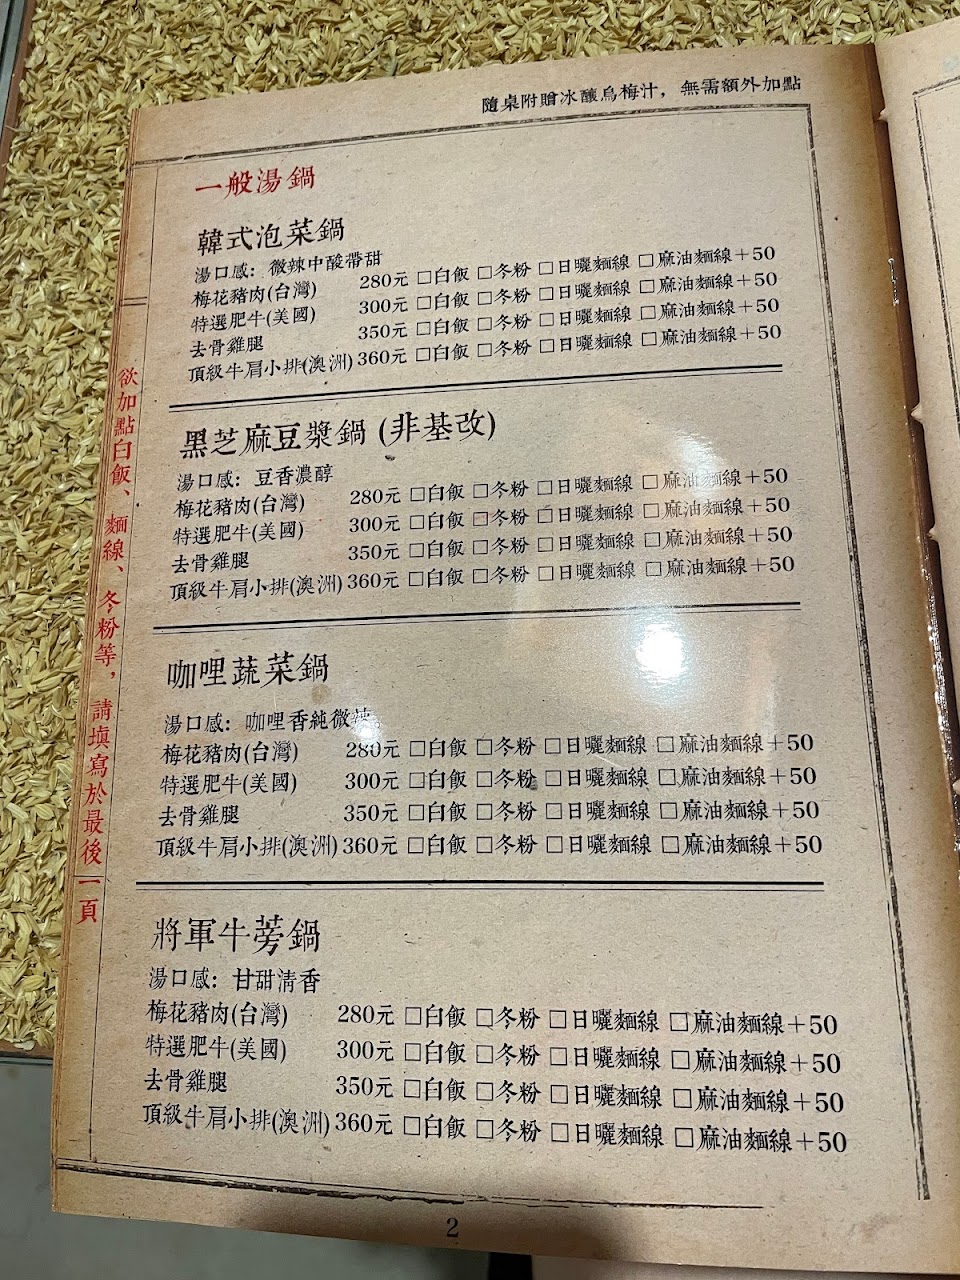 隨桌附贈冰釀烏梅汁，無需額外加點
一般湯鍋
韓式泡菜鍋
湯口感：微辣中酸帶甜
梅花豬肉(台灣) 280元 □白飯 □冬粉 □日曬麵線 □麻油麵線＋50
特選肥牛(美國) 300元 □白飯 □冬粉 □日曬麵線 □麻油麵線＋50
去骨雞腿 350元 □白飯 □冬粉 □日曬麵線 □麻油麵線＋50
頂級牛肩小排(澳洲) 360元 □白飯 □冬粉 □日曬麵線 □麻油麵線＋50
黑芝麻豆漿鍋 (非基改)
湯口感：豆香濃醇
梅花豬肉(台灣) 280元 □白飯 □冬粉 □日曬麵線 □麻油麵線＋50
特選肥牛(美國) 300元 □白飯 □冬粉 □日曬麵線 □麻油麵線＋50
去骨雞腿 350元 □白飯 □冬粉 □日曬麵線 □麻油麵線＋50
頂級牛肩小排(澳洲) 360元 □白飯 □冬粉 □日曬麵線 □麻油麵線＋50
咖哩蔬菜鍋
湯口感：咖哩香純微辣
梅花豬肉(台灣) 280元 □白飯 □冬粉 □日曬麵線 □麻油麵線＋50
特選肥牛(美國) 300元 □白飯 □冬粉 □日曬麵線 □麻油麵線＋50
去骨雞腿 350元 □白飯 □冬粉 □日曬麵線 □麻油麵線＋50
頂級牛肩小排(澳洲) 360元 □白飯 □冬粉 □日曬麵線 □麻油麵線＋50
將軍牛蒡鍋
湯口感：甘甜清香
梅花豬肉(台灣) 280元 □白飯 □冬粉 □日曬麵線 □麻油麵線＋50
特選肥牛(美國) 300元 □白飯 □冬粉 □日曬麵線 □麻油麵線＋50
去骨雞腿 350元 □白飯 □冬粉 □日曬麵線 □麻油麵線＋50
頂級牛肩小排(澳洲) 360元 □白飯 □冬粉 □日曬麵線 □麻油麵線＋50
欲加點白飯、麵線、冬粉等，請填寫於最後一頁
2